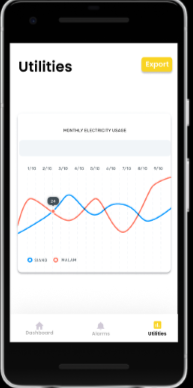 Utilities
Export
MONTHLY ELECTRICITY USAGE
1/10 2/10 3/10 4/10 5/10 6/10 7/10 8/10 9/10
Dashboard
Alarms
Utilities